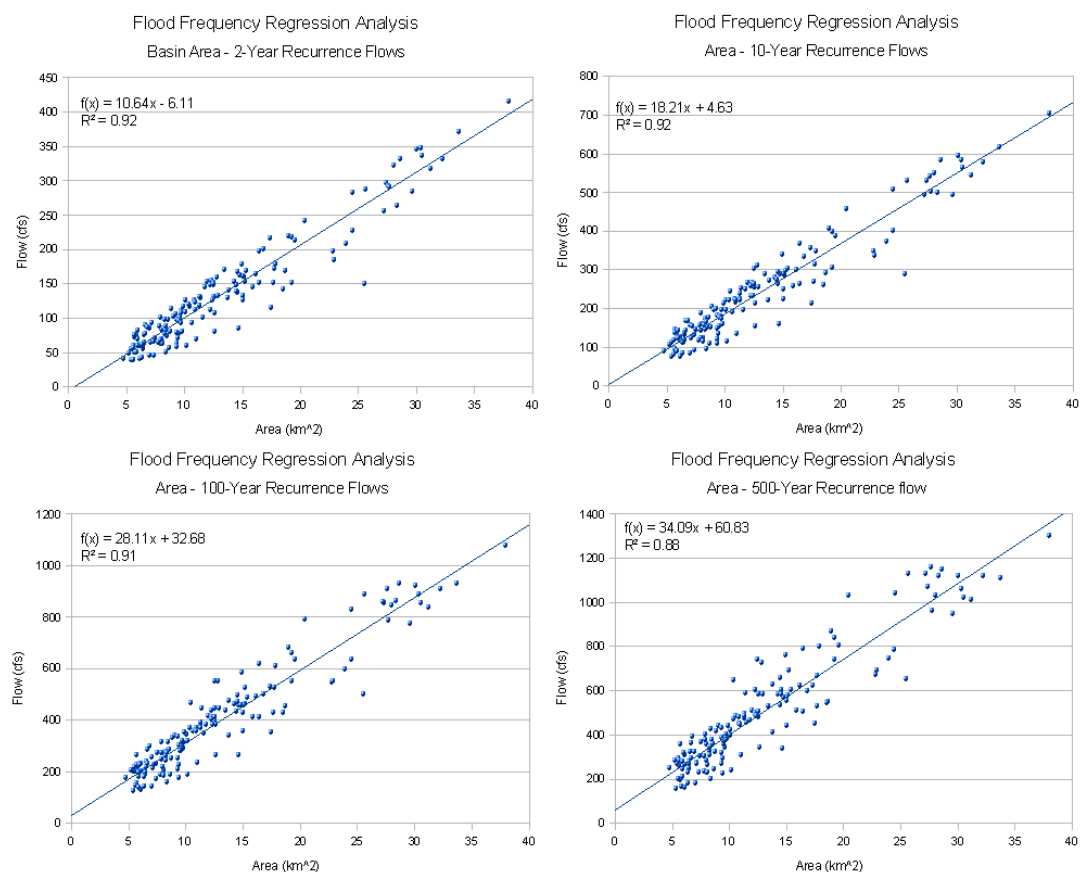 Flood Frequency Regression Analysis
Basin Area - 2-Year Recurrence Flows
450
400
350
300
250
200
150
100
50
0
f(x) = 10.64x - 6.11
R² = 0.92
Flow (cfs)
0 5 10 15 20 25 30 35 40
Area (km^2)
Flood Frequency Regression Analysis
Area - 10-Year Recurrence Flows
800
700
600
500
400
300
200
100
0
f(x) = 18.21x + 4.63
R² = 0.92
Flow (cfs)
0 5 10 15 20 25 30 35 40
Area (km^2)
Flood Frequency Regression Analysis
Area - 100-Year Recurrence Flows
1200
1000
800
600
400
200
0
f(x) = 28.11x + 32.68
R² = 0.91
Flow (cfs)
0 5 10 15 20 25 30 35 40
Area (km^2)
Flood Frequency Regression Analysis
Area - 500-Year Recurrence flow
1400
1200
1000
800
600
400
200
0
f(x) = 34.09x + 60.83
R² = 0.88
Flow (cfs)
0 5 10 15 20 25 30 35 40
Area (km^2)